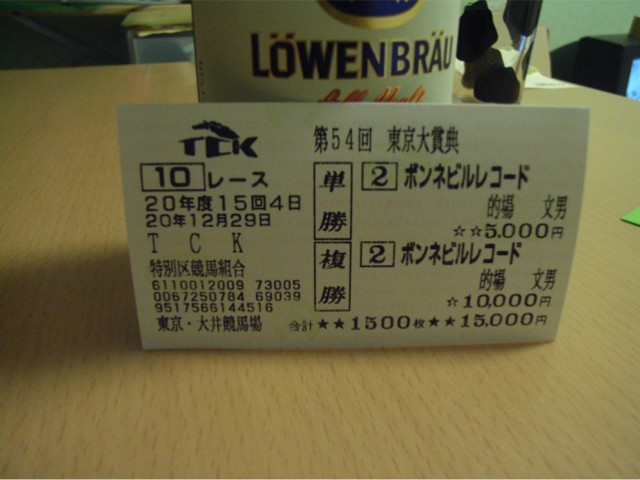 LÖWENBRÄU
TCK
第54回 東京大賞典
10 レース
20年度15回4日
20年12月29日
T C K
特別区競馬組合
6110012009 73005
0067250784 69039
9517566144516
東京・大井競馬場
単勝
2 ボンネビルレコード
的場 文男
☆☆5,000円
複勝
2 ボンネビルレコード
的場 文男
☆10,000円
合計★★1500枚★★15,000円